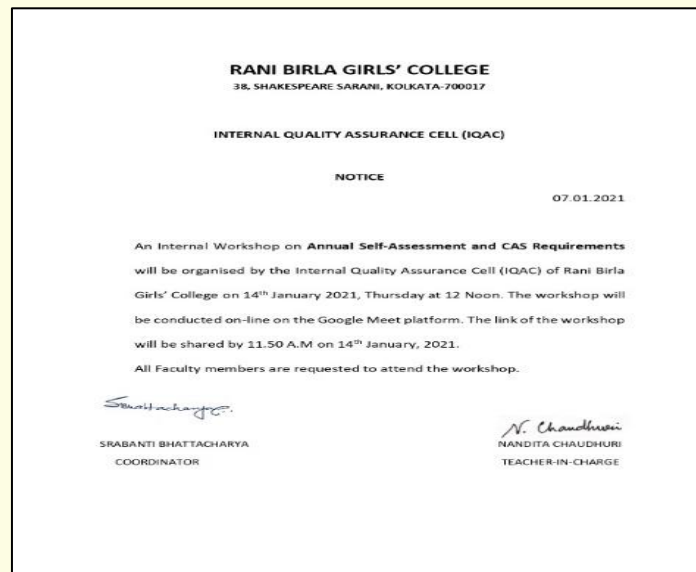 RANI BIRLA GIRLS' COLLEGE
38, SHAKESPEARE SARANI, KOLKATA-700017
INTERNAL QUALITY ASSURANCE CELL (IQAC)
NOTICE
07.01.2021
An Internal Workshop on Annual Self-Assessment and CAS Requirements
will be organised by the Internal Quality Assurance Cell (IQAC) of Rani Birla
Girls' College on 14th January 2021, Thursday at 12 Noon. The workshop will
be conducted on-line on the Google Meet platform. The link of the workshop
will be shared by 11.50 A.M on 14th January, 2021.
All Faculty members are requested to attend the workshop.
SBhattacharya.
N. Chaudhuri
SRABANTI BHATTACHARYA
NANDITA CHAUDHURI
COORDINATOR
TEACHER-IN-CHARGE